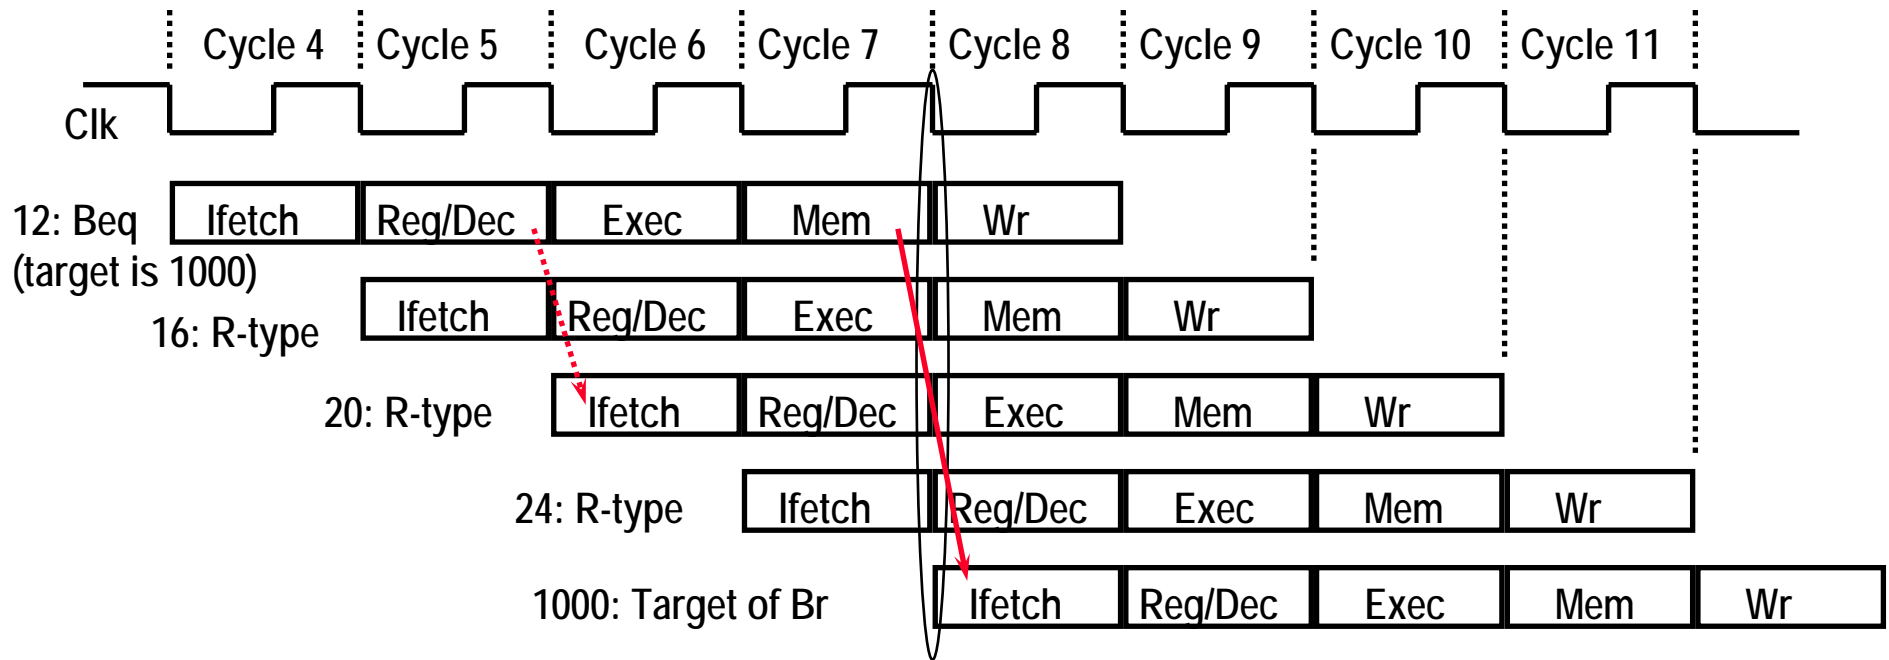 Cycle 4 Cycle 5 Cycle 6 Cycle 7 Cycle 8 Cycle 9 Cycle 10 Cycle 11
Clk
12: Beq Ifetch Reg/Dec Exec Mem Wr
(target is 1000)
16: R-type Ifetch Reg/Dec Exec Mem Wr
20: R-type Ifetch Reg/Dec Exec Mem Wr
24: R-type Ifetch Reg/Dec Exec Mem Wr
1000: Target of Br Ifetch Reg/Dec Exec Mem Wr